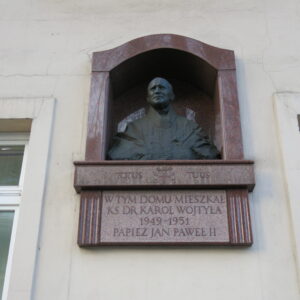 TOTUS TUUS
W TYM DOMU MIESZKAŁ
KS. DR KAROL WOJTYŁA
1949-1951
PAPIEŻ JAN PAWEŁ II